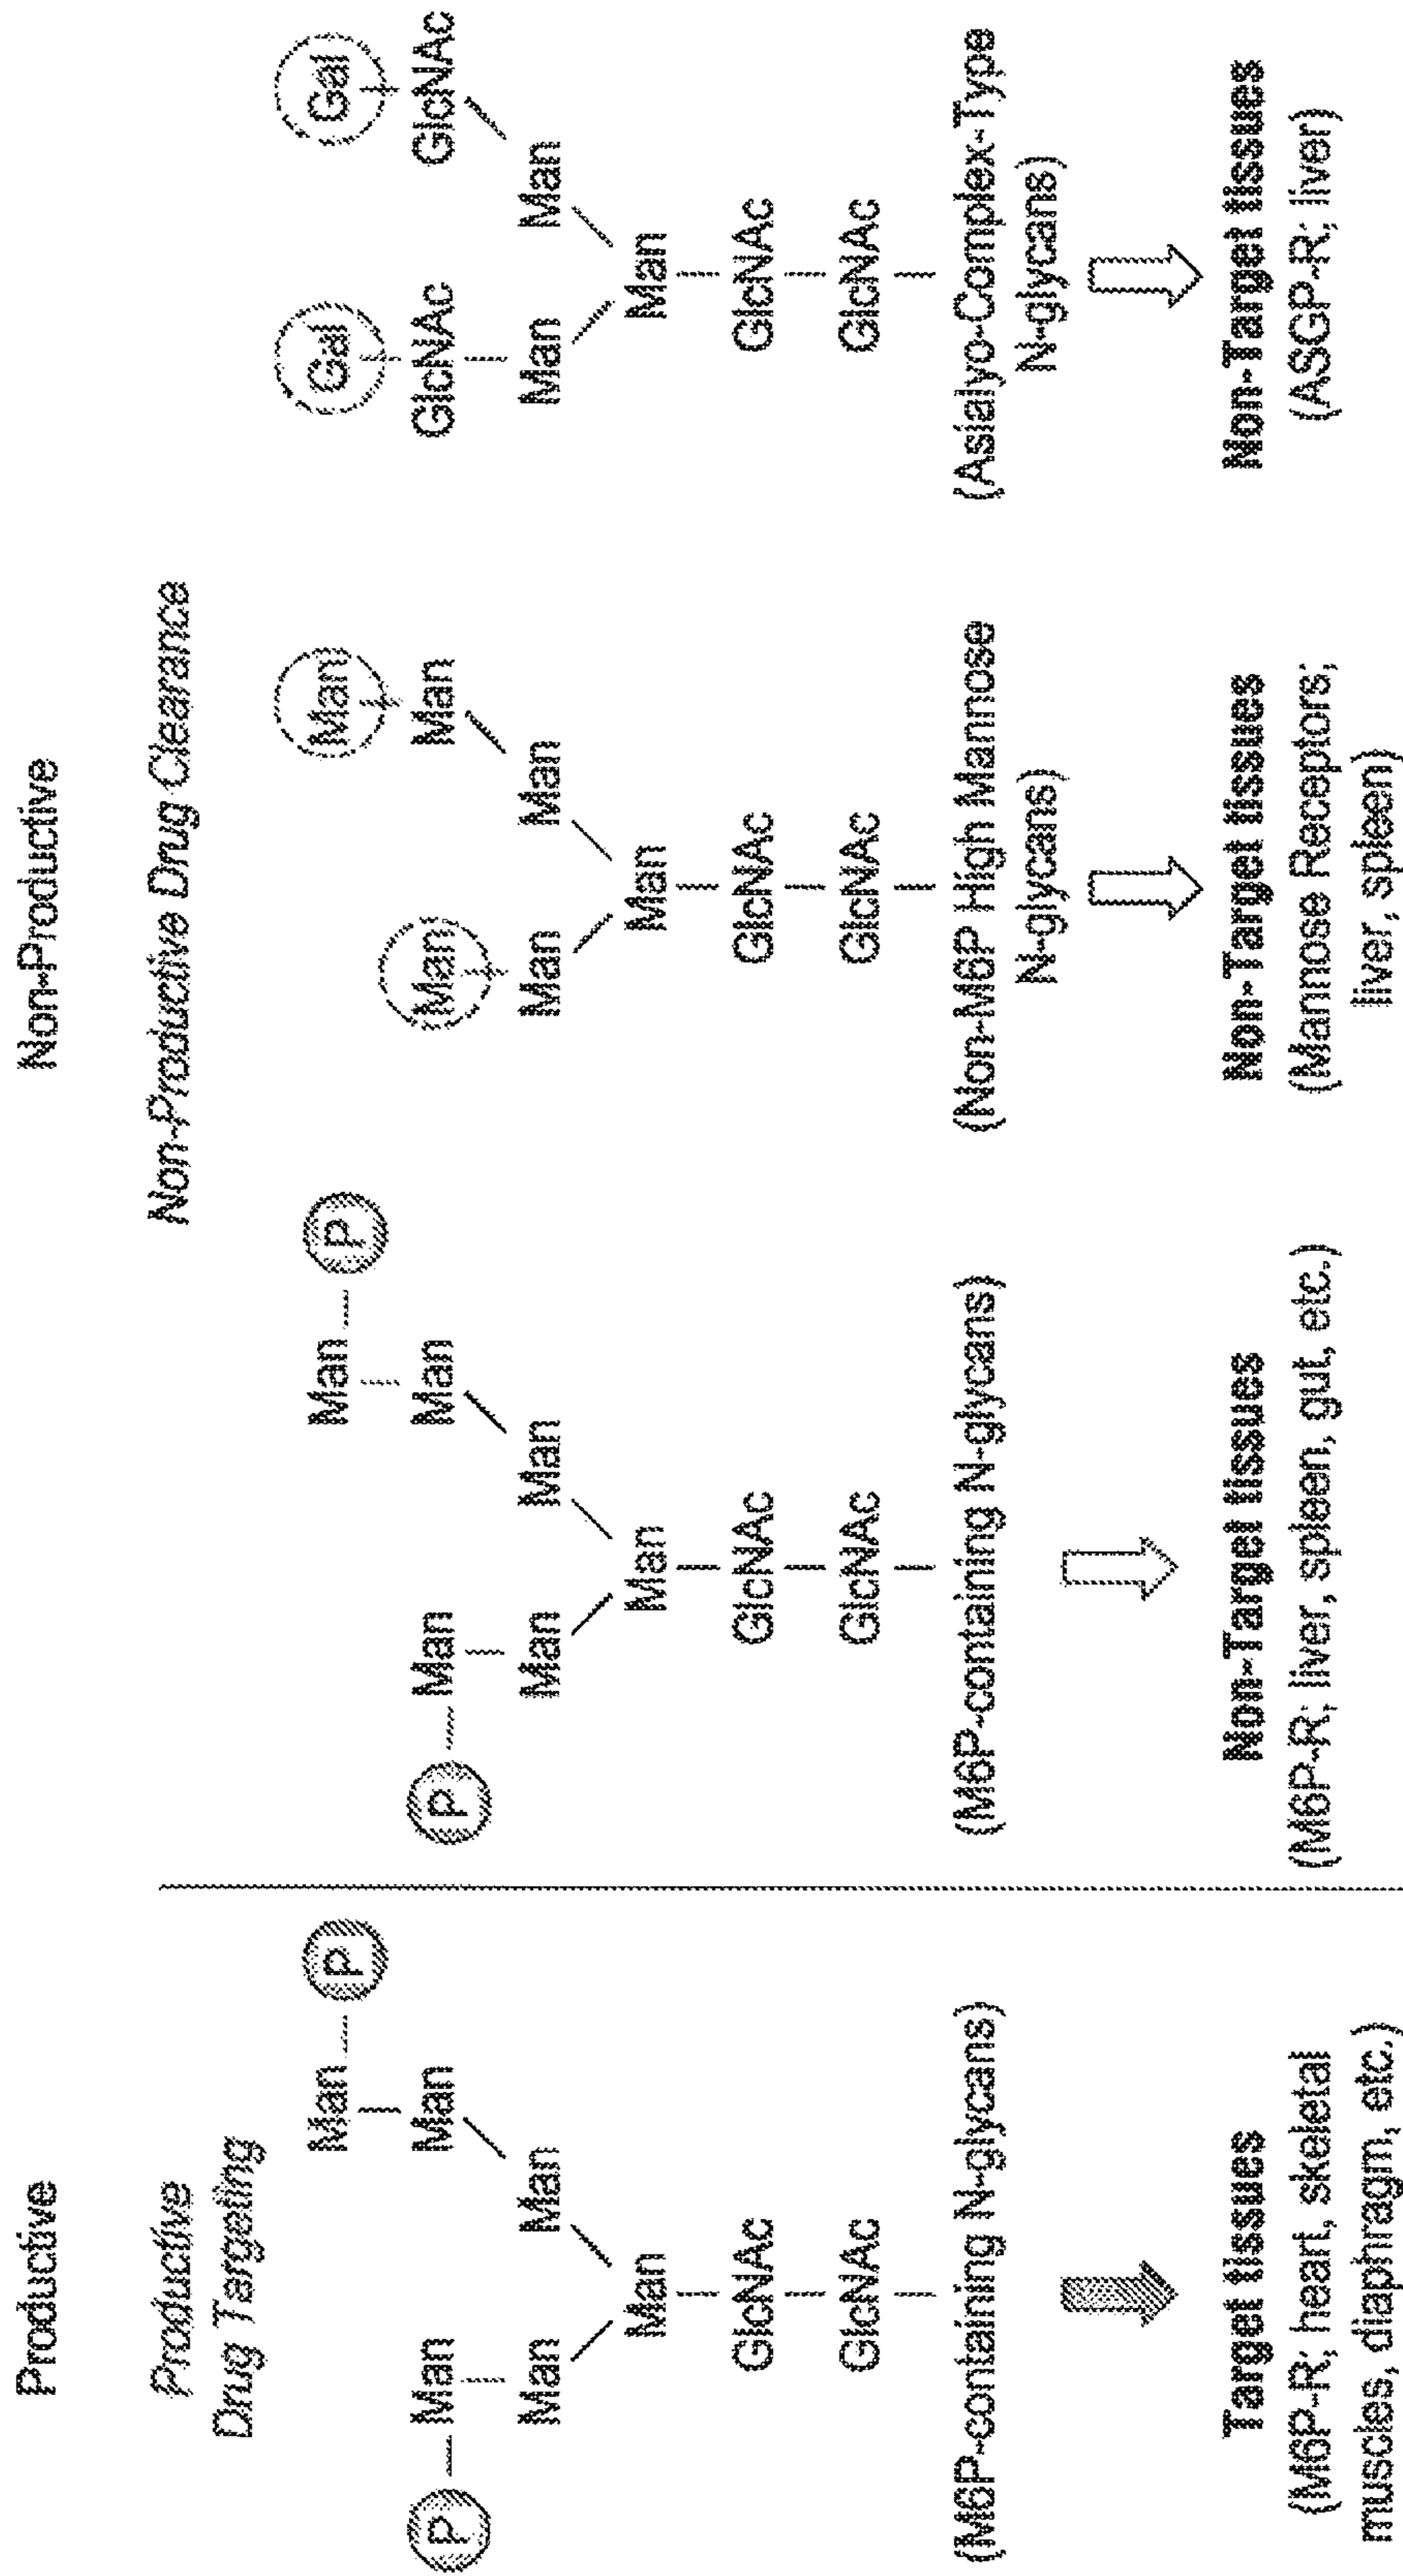 Productive
Non-Productive
Productive
Drug Targeting
Non-Productive Drug Clearance
Man P
P Man Man
Man Man
Man
GlcNAc
GlcNAc
(M6P-containing N-glycans)
Target tissues
(M6P-R; heart, skeletal
muscles, diaphragm, etc.)
Man P
P Man Man
Man Man
Man
GlcNAc
GlcNAc
(M6P-containing N-glycans)
Non-Target tissues
(M6P-R; liver, spleen, gut, etc.)
Man
Man Man
Man Man
Man
GlcNAc
GlcNAc
(Non-M6P High Mannose
N-glycans)
Non-Target tissues
(Mannose Receptors;
liver, spleen)
Gal Gal
GlcNAc GlcNAc
Man Man
Man
GlcNAc
GlcNAc
(Asialyo-Complex-Type
N-glycans)
Non-Target tissues
(ASGP-R; liver)